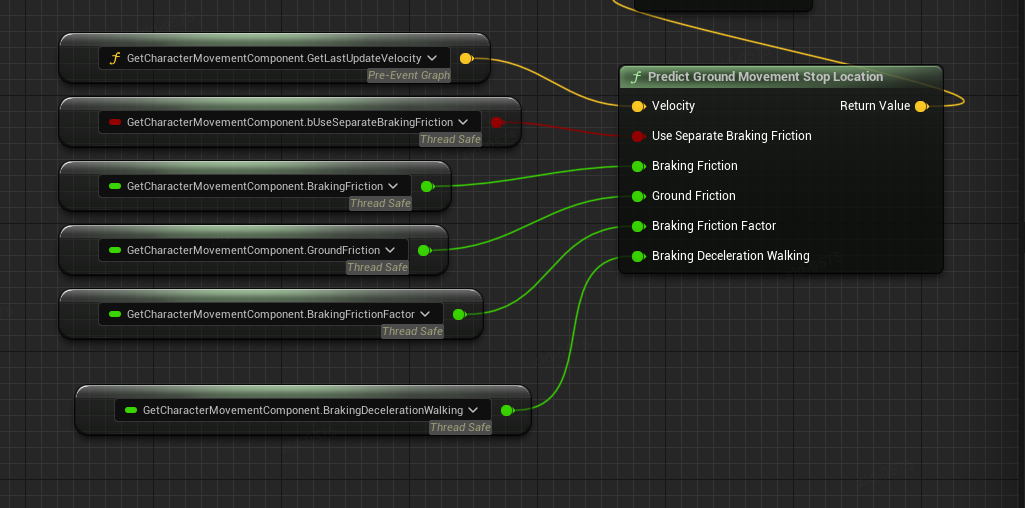 GetCharacterMovementComponent.GetLastUpdateVelocity
Pre-Event Graph
GetCharacterMovementComponent.bUseSeparateBrakingFriction
Thread Safe
GetCharacterMovementComponent.BrakingFriction
Thread Safe
GetCharacterMovementComponent.GroundFriction
Thread Safe
GetCharacterMovementComponent.BrakingFrictionFactor
Thread Safe
GetCharacterMovementComponent.BrakingDecelerationWalking
Thread Safe
Predict Ground Movement Stop Location
Velocity Return Value
Use Separate Braking Friction
Braking Friction
Ground Friction
Braking Friction Factor
Braking Deceleration Walking